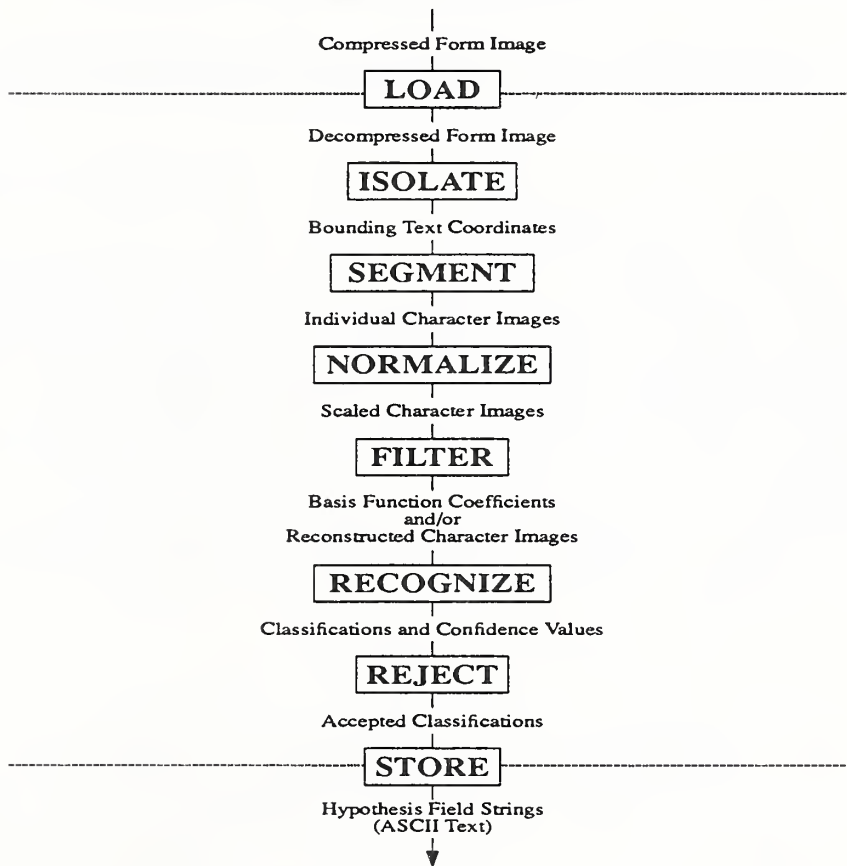 Compressed Form Image
LOAD
Decompressed Form Image
ISOLATE
Bounding Text Coordinates
SEGMENT
Individual Character Images
NORMALIZE
Scaled Character Images
FILTER
Basis Function Coefficients
and/or
Reconstructed Character Images
RECOGNIZE
Classifications and Confidence Values
REJECT
Accepted Classifications
STORE
Hypothesis Field Strings
(ASCII Text)